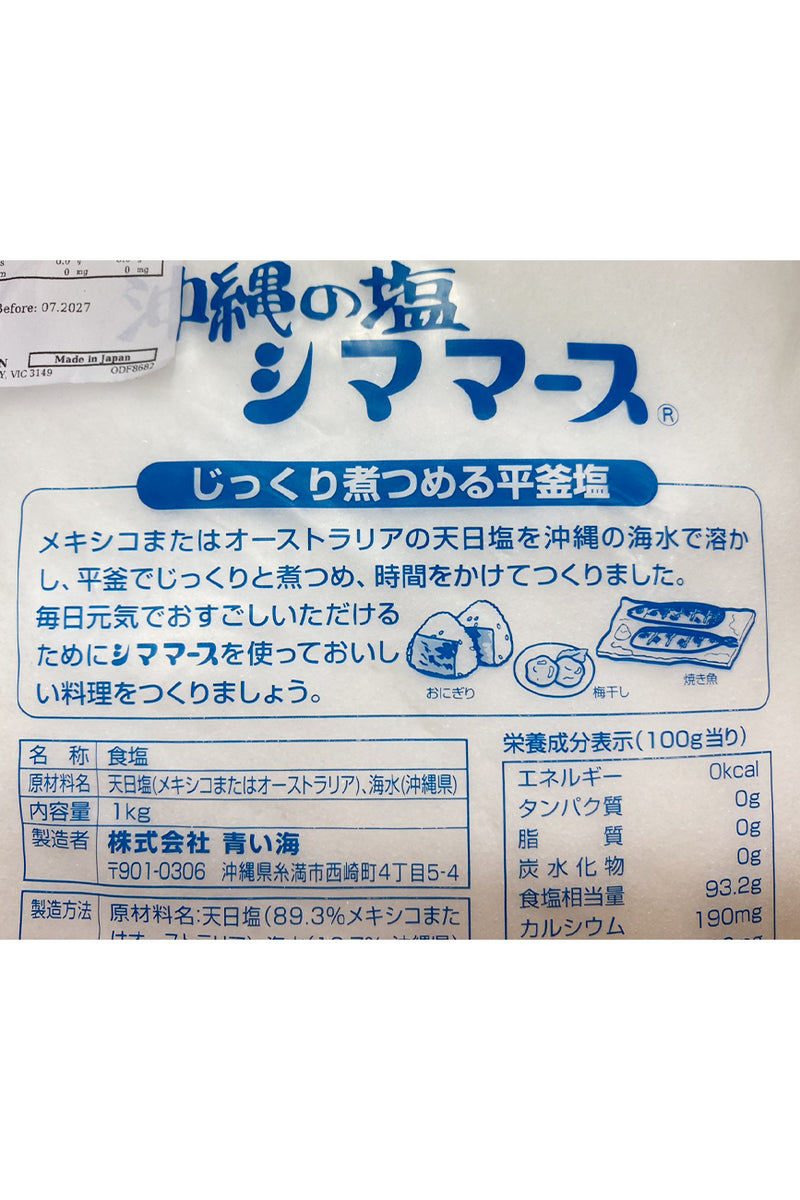 0 mg 0 mg
Before: 07.2027
Made in Japan
VIC 3149 ODF8682
沖縄の塩
シママース®
じっくり煮つめる平釜塩
メキシコまたはオーストラリアの天日塩を沖縄の海水で溶か
し、平釜でじっくりと煮つめ、時間をかけてつくりました。
毎日元気でおすごしいただける
ためにシママースを使っておいし
い料理をつくりましょう。
おにぎり
梅干し
焼き魚
名 称 食塩
原材料名 天日塩(メキシコまたはオーストラリア)、海水(沖縄県)
内容量 1kg
製造者 株式会社 青い海
〒901-0306 沖縄県糸満市西崎町4丁目5-4
製造方法 原材料名:天日塩(89.3%メキシコまた
栄養成分表示(100g当り)
エネルギー 0kcal
タンパク質 0g
脂 質 0g
炭水化物 0g
食塩相当量 93.2g
カルシウム 190mg